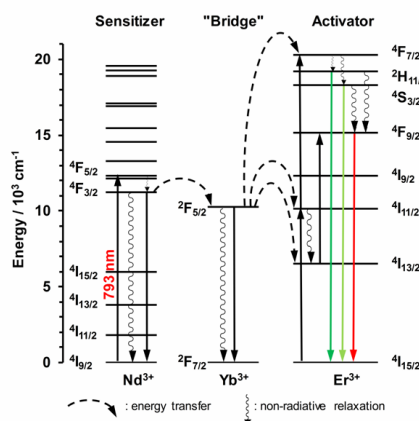 Sensitizer "Bridge" Activator
Energy / 10³ cm⁻¹
20
15
10
5
0
⁴F₅/₂
⁴F₃/₂
⁴I₁₅/₂
⁴I₁₃/₂
⁴I₁₁/₂
⁴I₉/₂
793 nm
²F₅/₂
²F₇/₂
⁴F₇/₂
²H₁₁/
⁴S₃/₂
⁴F₉/₂
⁴I₉/₂
⁴I₁₁/₂
⁴I₁₃/₂
⁴I₁₅/₂
Nd³⁺ Yb³⁺ Er³⁺
: energy transfer : non-radiative relaxation